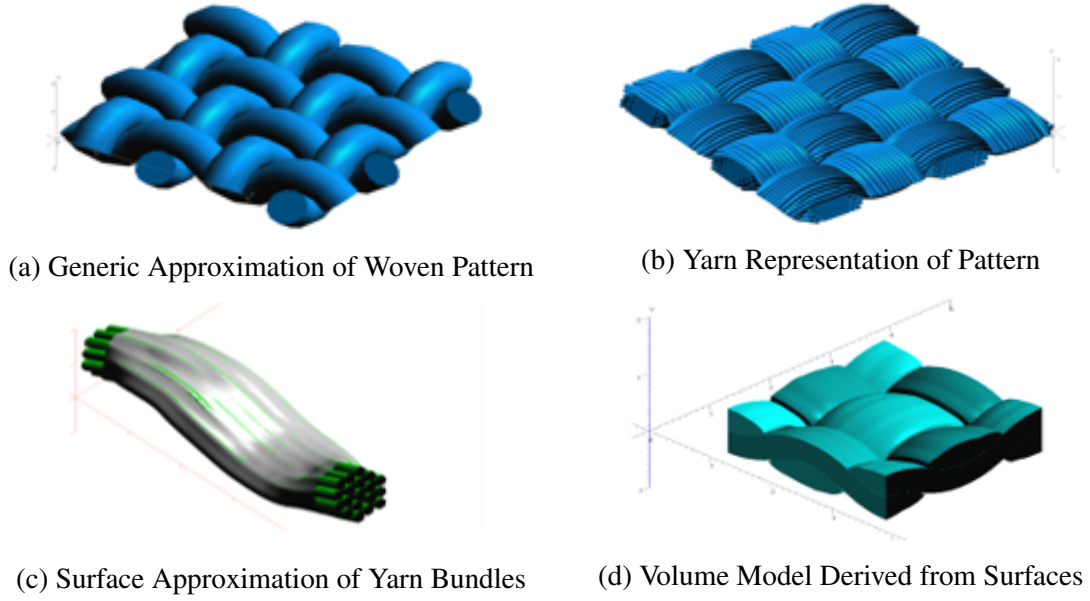 (a) Generic Approximation of Woven Pattern
(b) Yarn Representation of Pattern
(c) Surface Approximation of Yarn Bundles
(d) Volume Model Derived from Surfaces